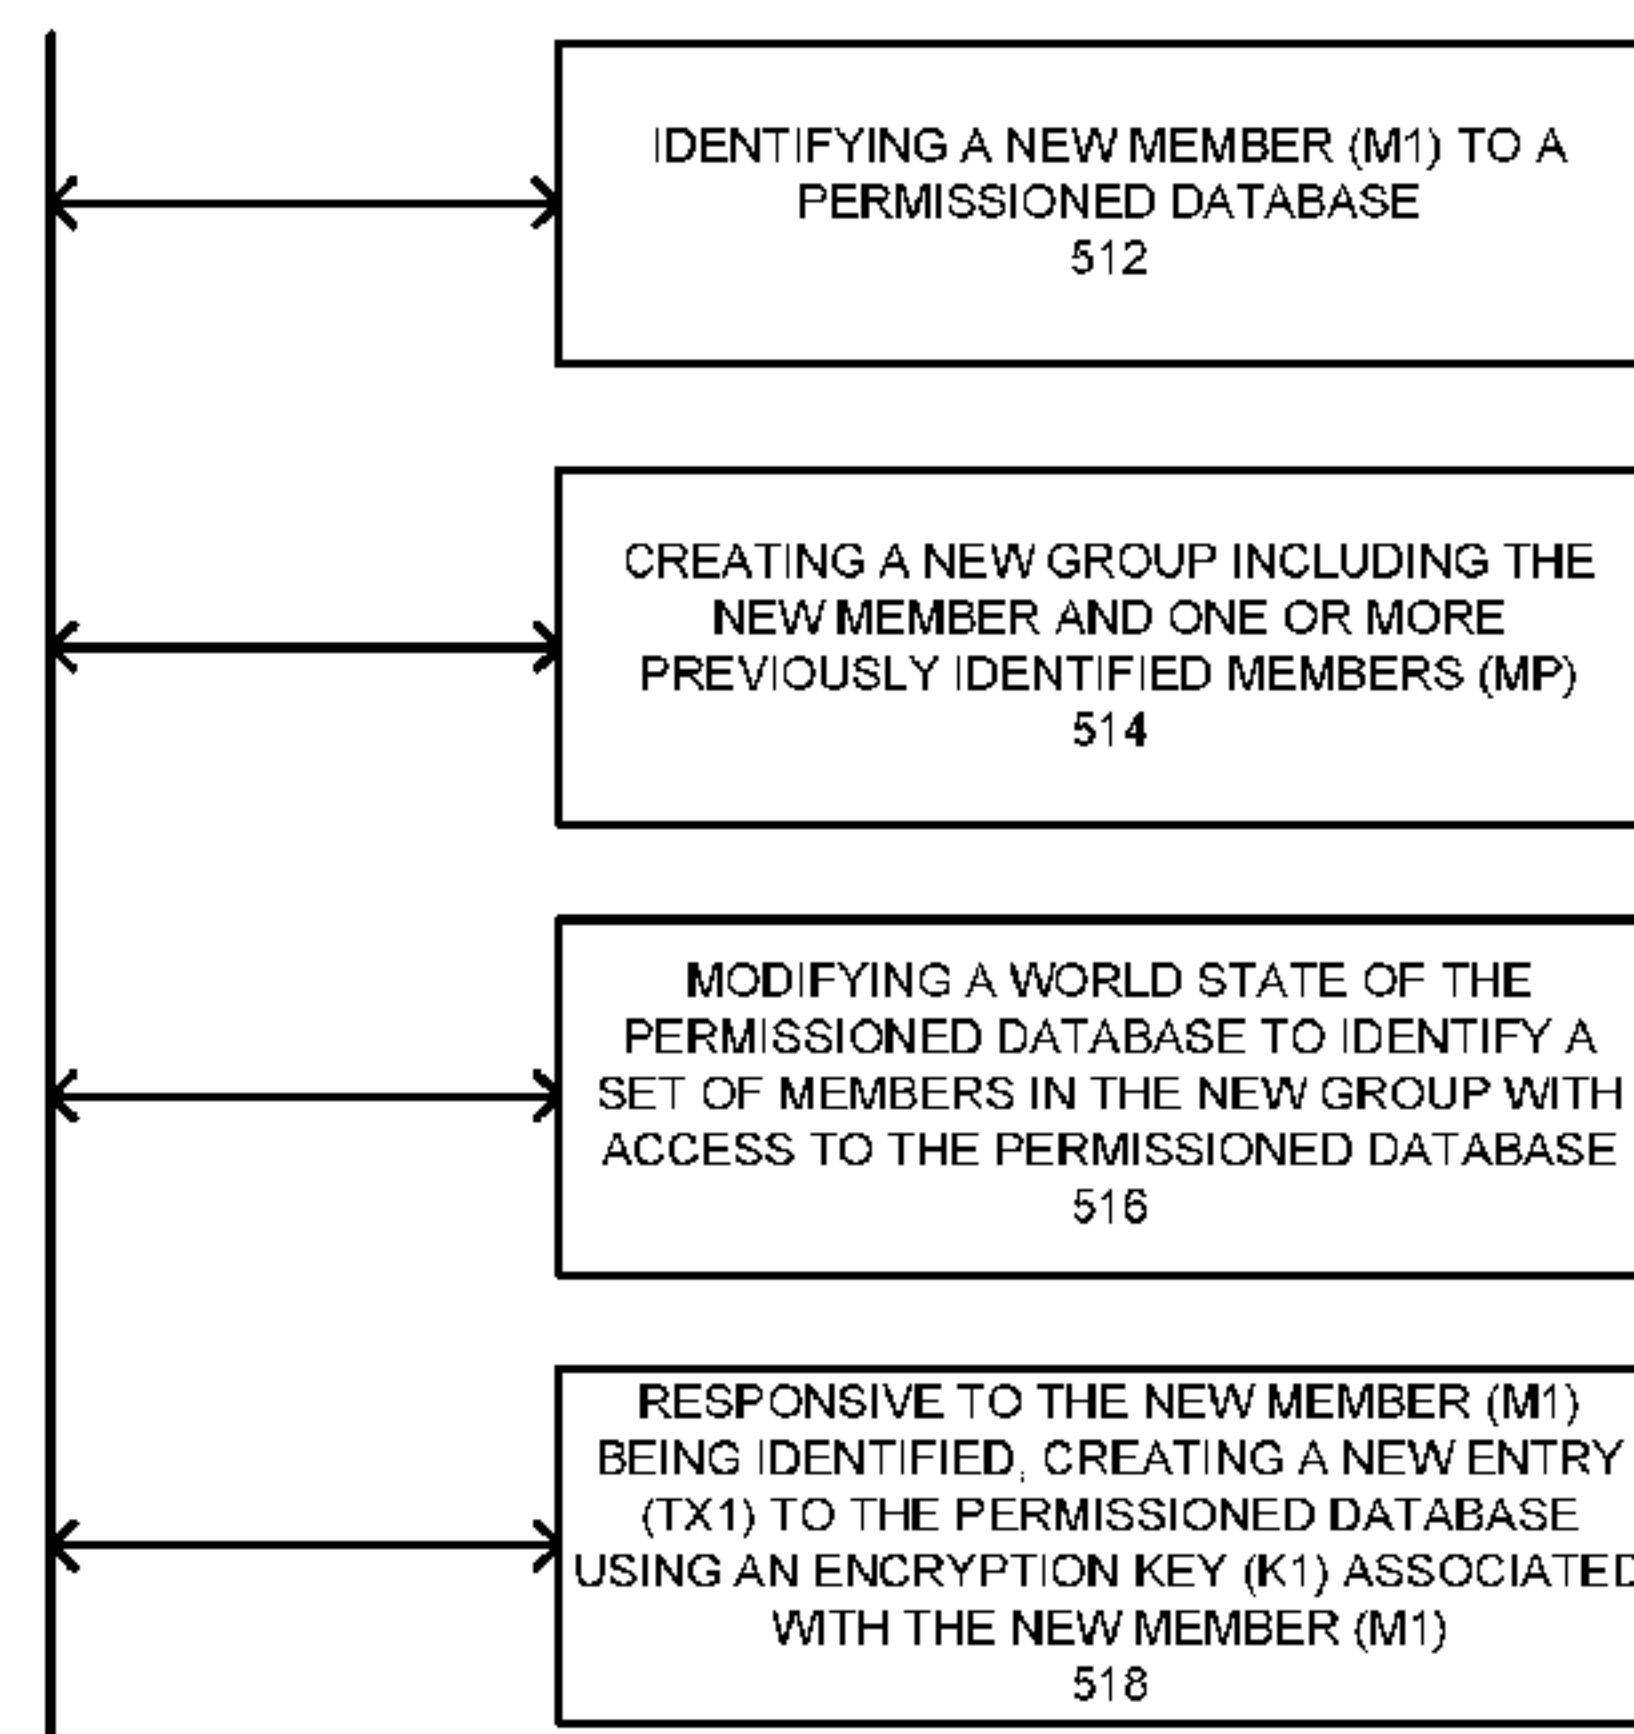 IDENTIFYING A NEW MEMBER (M1) TO A
PERMISSIONED DATABASE
512
CREATING A NEW GROUP INCLUDING THE
NEW MEMBER AND ONE OR MORE
PREVIOUSLY IDENTIFIED MEMBERS (MP)
514
MODIFYING A WORLD STATE OF THE
PERMISSIONED DATABASE TO IDENTIFY A
SET OF MEMBERS IN THE NEW GROUP WITH
ACCESS TO THE PERMISSIONED DATABASE
516
RESPONSIVE TO THE NEW MEMBER (M1)
BEING IDENTIFIED, CREATING A NEW ENTRY
(TX1) TO THE PERMISSIONED DATABASE
USING AN ENCRYPTION KEY (K1) ASSOCIATED
WITH THE NEW MEMBER (M1)
518